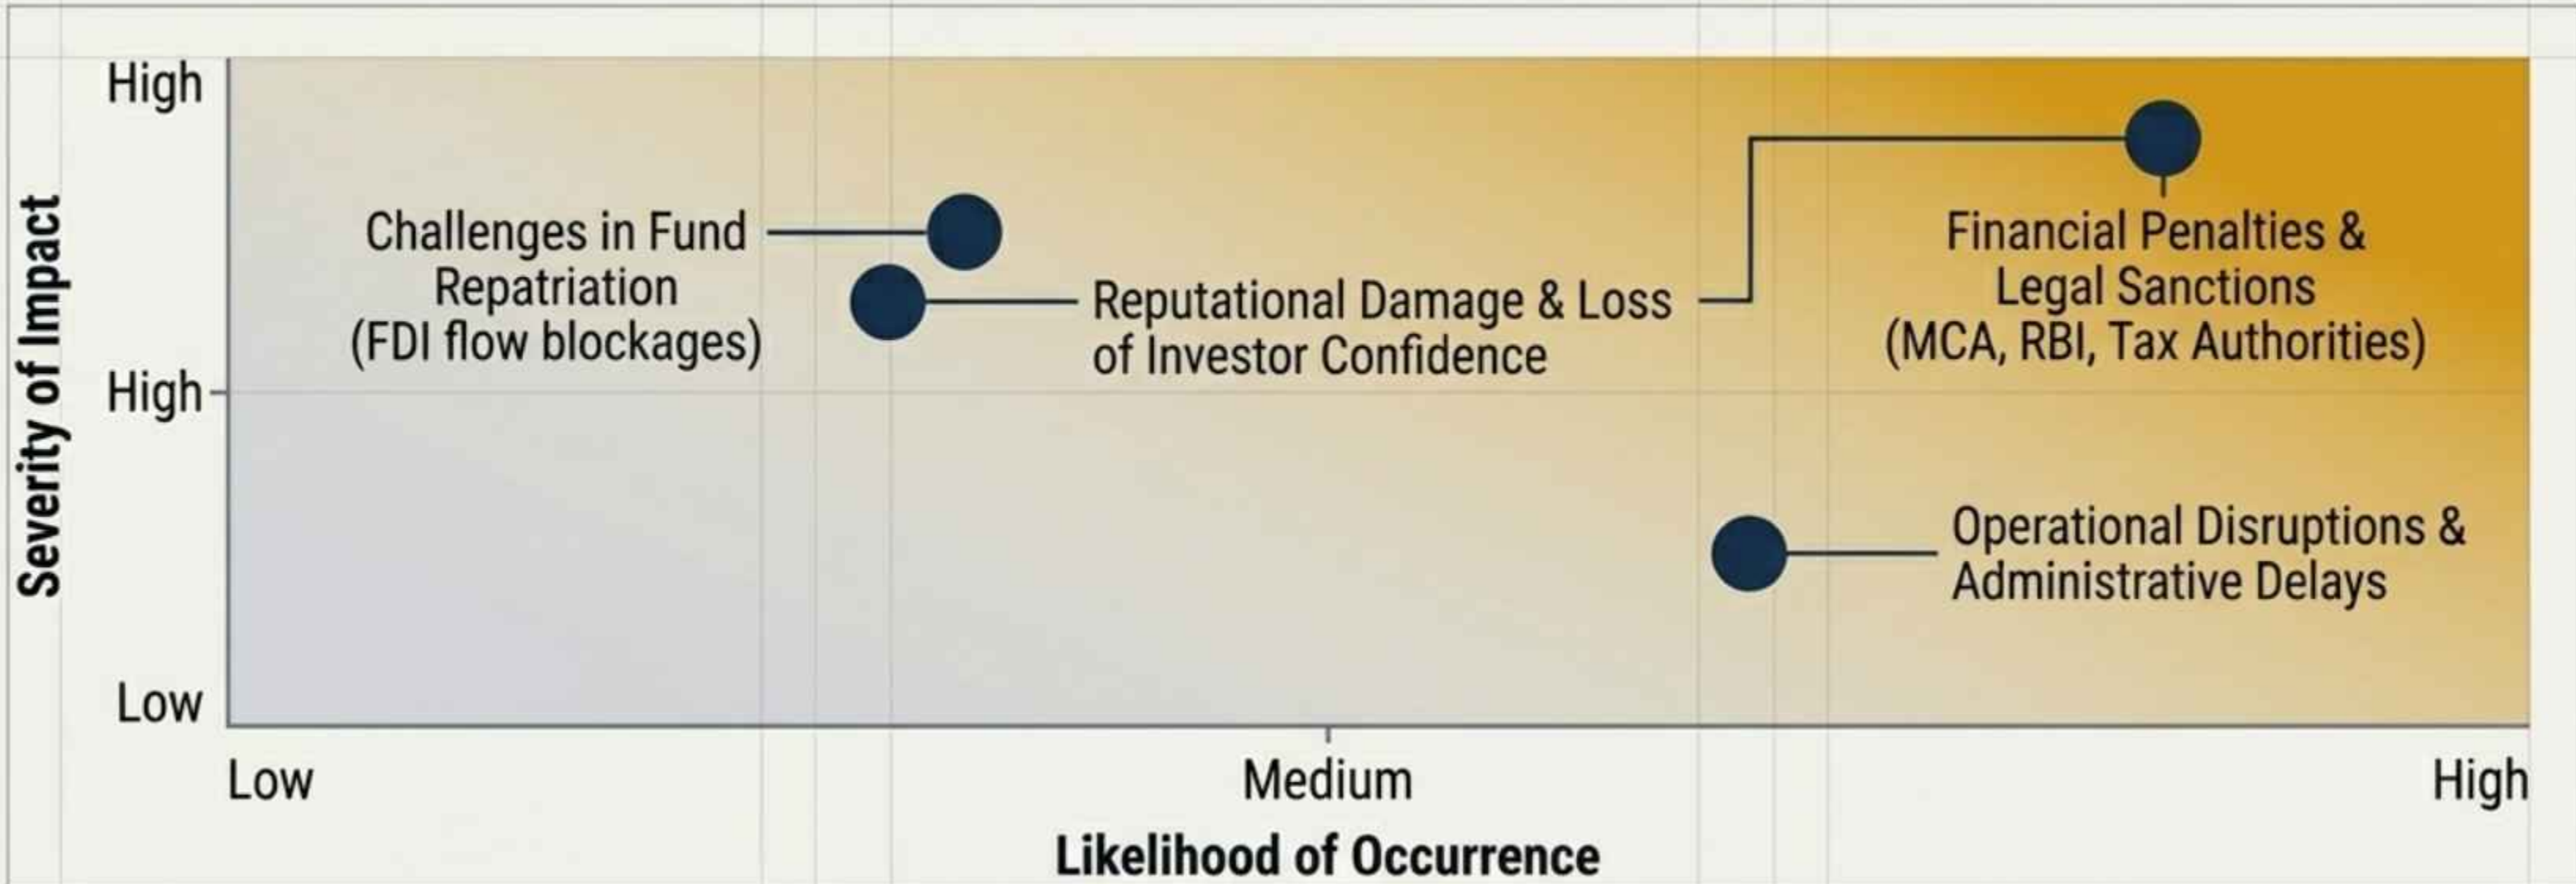 Severity of Impact
High
High
Low
Challenges in Fund
Repatriation
(FDI flow blockages)
Reputational Damage & Loss
of Investor Confidence
Financial Penalties &
Legal Sanctions
(MCA, RBI, Tax Authorities)
Operational Disruptions &
Administrative Delays
Low
Medium
High
Likelihood of Occurrence